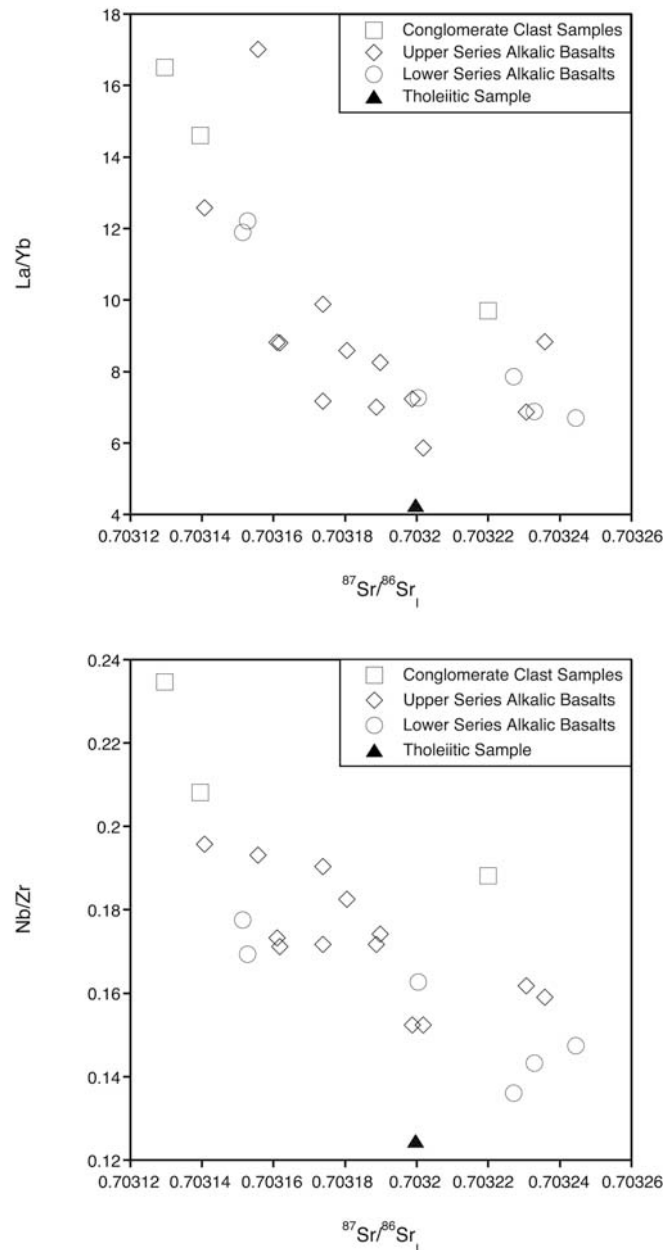 18
Conglomerate Clast Samples
Upper Series Alkalic Basalts
16
Lower Series Alkalic Basalts
Tholeiitic Sample
14
12
La/Yb
10
8
6
4
0.70312 0.70314 0.70316 0.70318 0.7032 0.70322 0.70324 0.70326
87Sr/86SrI
0.24
Conglomerate Clast Samples
Upper Series Alkalic Basalts
Lower Series Alkalic Basalts
0.22
Tholeiitic Sample
0.2
Nb/Zr
0.18
0.16
0.14
0.12
0.70312 0.70314 0.70316 0.70318 0.7032 0.70322 0.70324 0.70326
87Sr/86SrI